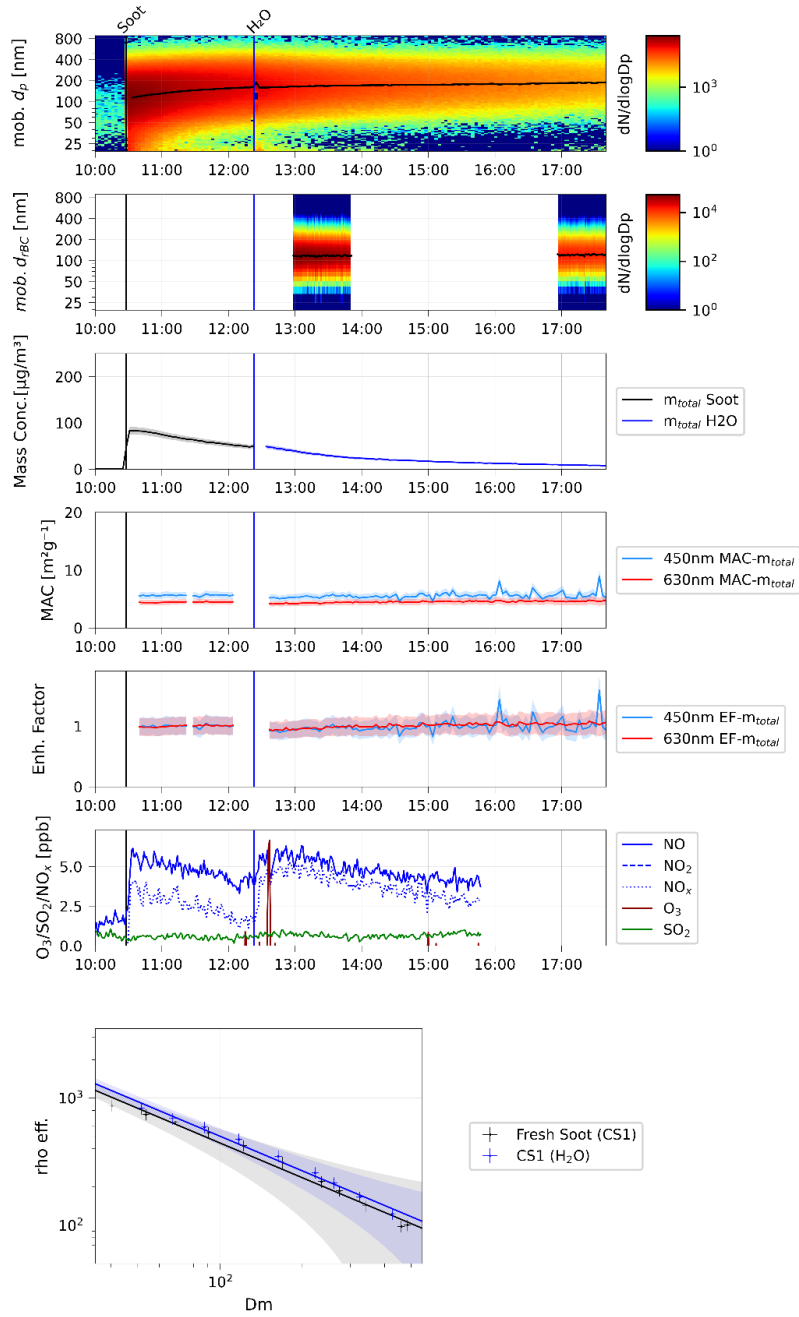 Soot H₂O
mob. dₚ [nm]
800
400
200
100
50
25
10:00 11:00 12:00 13:00 14:00 15:00 16:00 17:00
10³
10⁰
dN/dlogDp
mob. d_rBC [nm]
800
400
200
100
50
25
10:00 11:00 12:00 13:00 14:00 15:00 16:00 17:00
10⁴
10²
10⁰
dN/dlogDp
Mass Conc.[µg/m³]
200
100
0
10:00 11:00 12:00 13:00 14:00 15:00 16:00 17:00
m_total Soot
m_total H2O
MAC [m²g⁻¹]
20
10
0
10:00 11:00 12:00 13:00 14:00 15:00 16:00 17:00
450nm MAC-m_total
630nm MAC-m_total
Enh. Factor
1
0
10:00 11:00 12:00 13:00 14:00 15:00 16:00 17:00
450nm EF-m_total
630nm EF-m_total
O₃/SO₂/NOₓ [ppb]
5.0
2.5
0.0
10:00 11:00 12:00 13:00 14:00 15:00 16:00 17:00
NO
NO₂
NOₓ
O₃
SO₂
rho eff.
10³
10²
10²
Dm
Fresh Soot (CS1)
CS1 (H₂O)